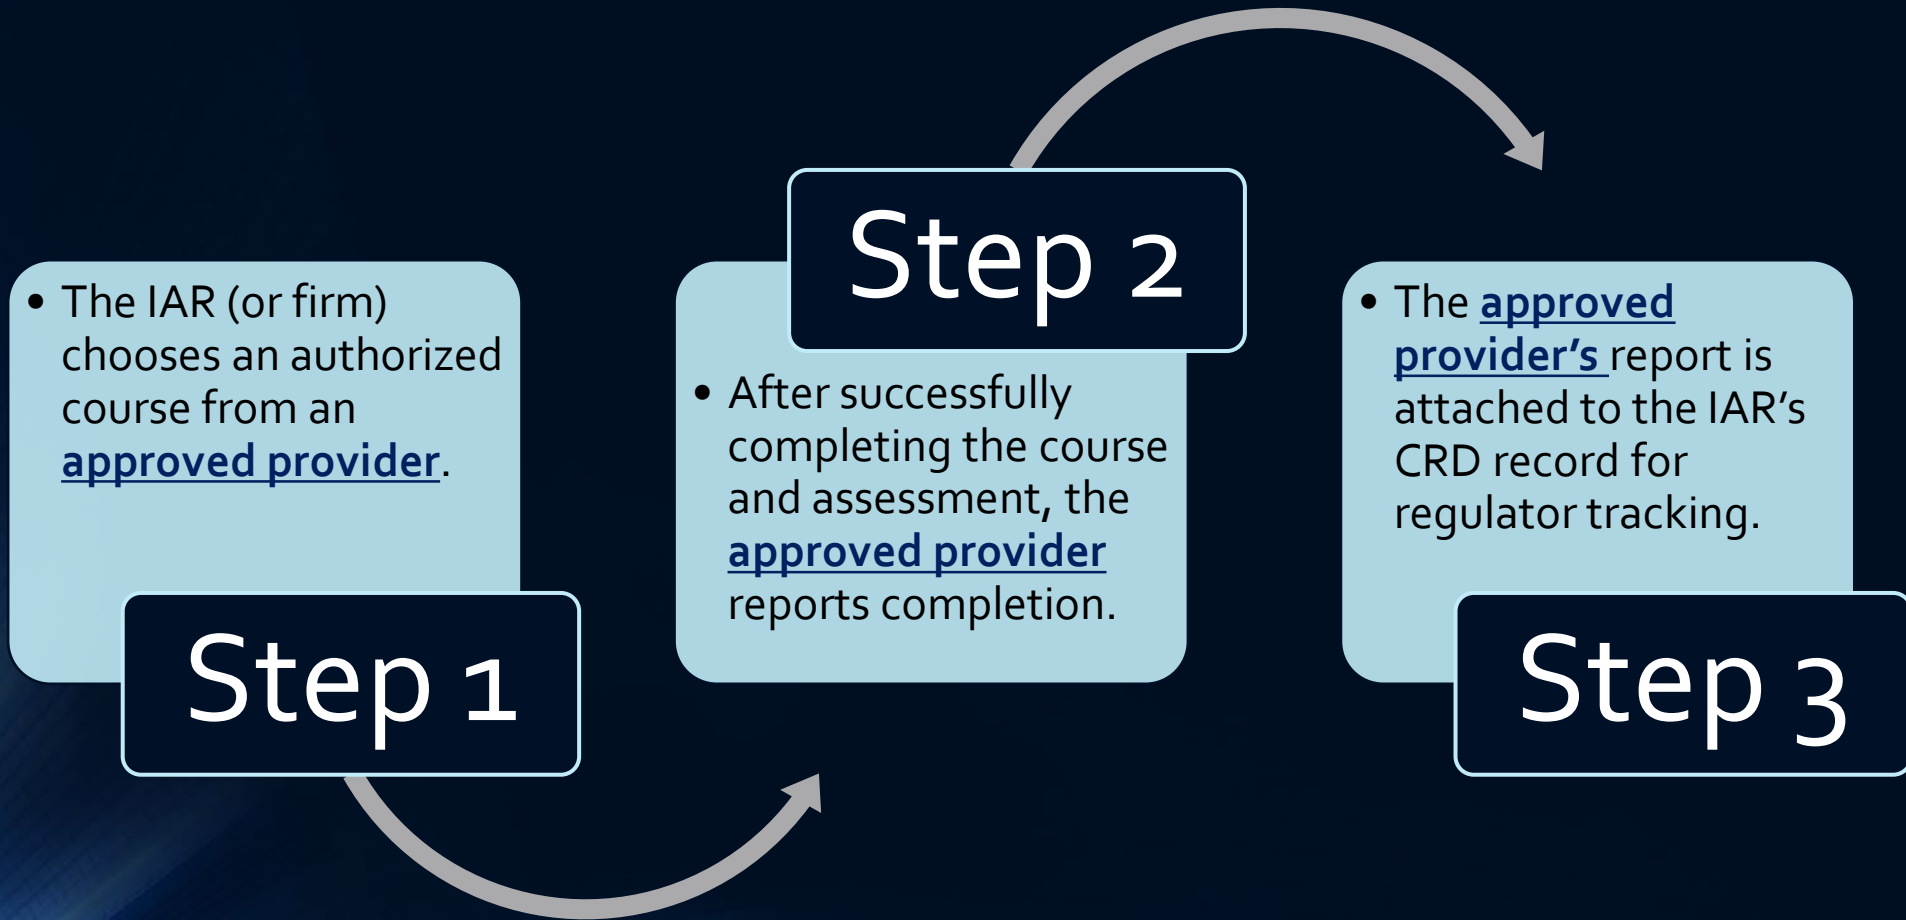 • The IAR (or firm)
chooses an authorized
course from an
approved provider.
Step 1
Step 2
• After successfully
completing the course
and assessment, the
approved provider
reports completion.
• The approved
provider’s report is
attached to the IAR’s
CRD record for
regulator tracking.
Step 3